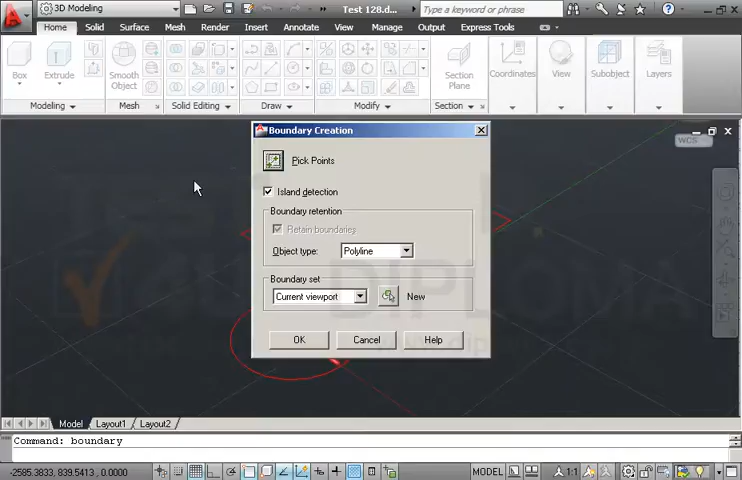 3D Modeling
Test 128.d...
Type a keyword or phrase
Home Solid Surface Mesh Render Insert Annotate View Manage Output Express Tools
Box Extrude Smooth Object Section Plane Coordinates View Subobject Layers
Modeling Mesh Solid Editing Draw Modify Section
Boundary Creation
WCS
Pick Points
Island detection
Boundary retention
Retain boundaries
Object type: Polyline
Boundary set
Current viewport New
OK Cancel Help
DIPLOMA
Model Layout1 Layout2
Command: boundary
-2585.3833, 839.5413, 0.0000
MODEL 1:1